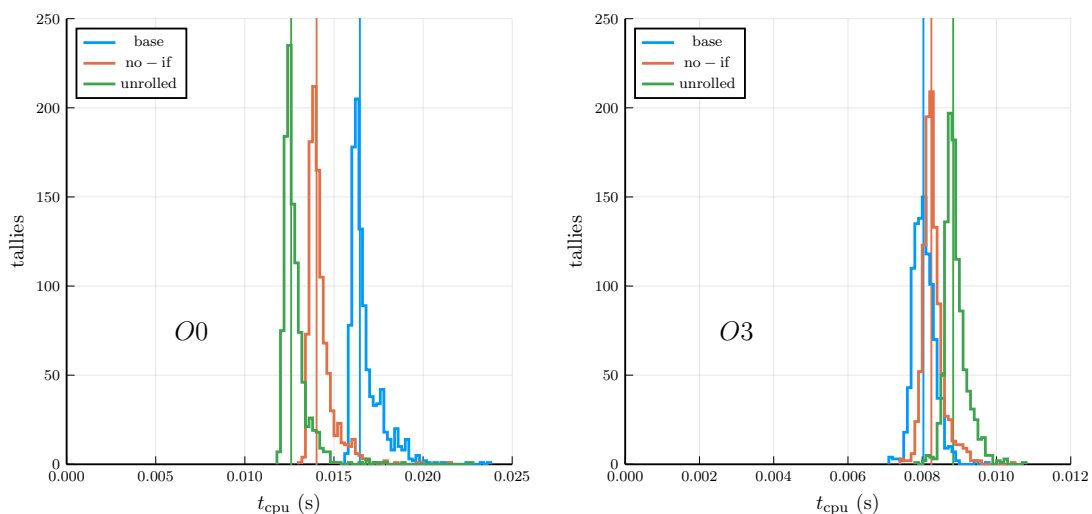 250
200
150
100
50
0
tallies
base
no − if
unrolled
O0
0.000 0.005 0.010 0.015 0.020 0.025
t_cpu (s)
250
200
150
100
50
0
tallies
base
no − if
unrolled
O3
0.000 0.002 0.004 0.006 0.008 0.010 0.012
t_cpu (s)